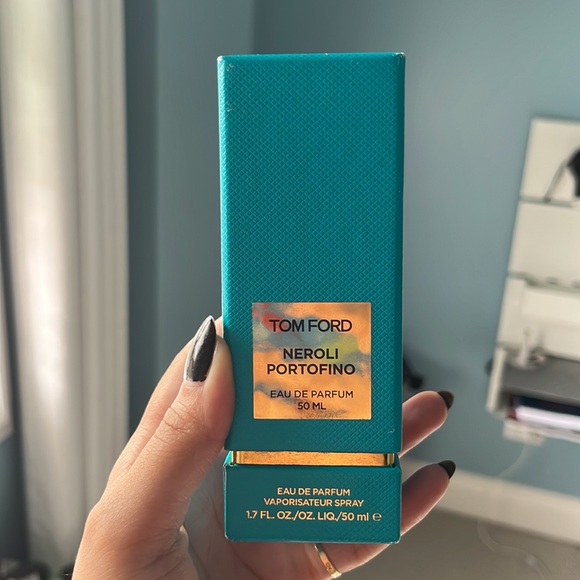 TOM FORD
NEROLI
PORTOFINO
EAU DE PARFUM
50 ML
EAU DE PARFUM
VAPORISATEUR SPRAY
1.7 FL. OZ./OZ. LIQ./50 ml ℮